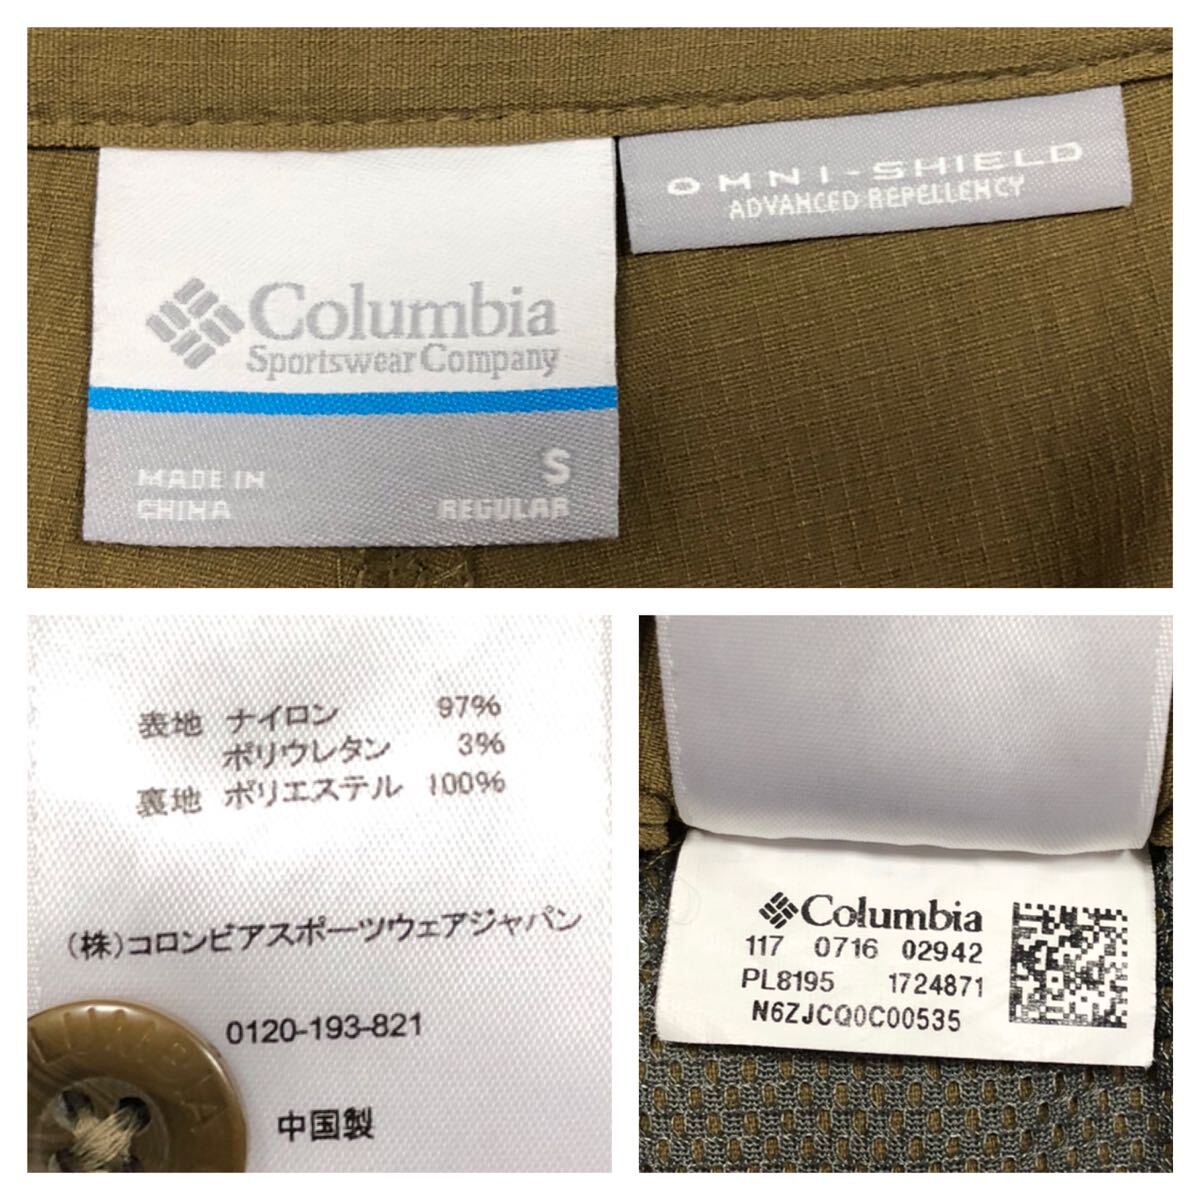 Columbia
Sportswear Company
MADE IN
CHINA
S
REGULAR
OMNI-SHIELD
ADVANCED REPELLENCY
表地 ナイロン 97%
ポリウレタン 3%
裏地 ポリエステル 100%
(株)コロンビアスポーツウェアジャパン
0120-193-821
中国製
Columbia
117 0716 02942
PL8195 1724871
N6ZJCQ0C00535